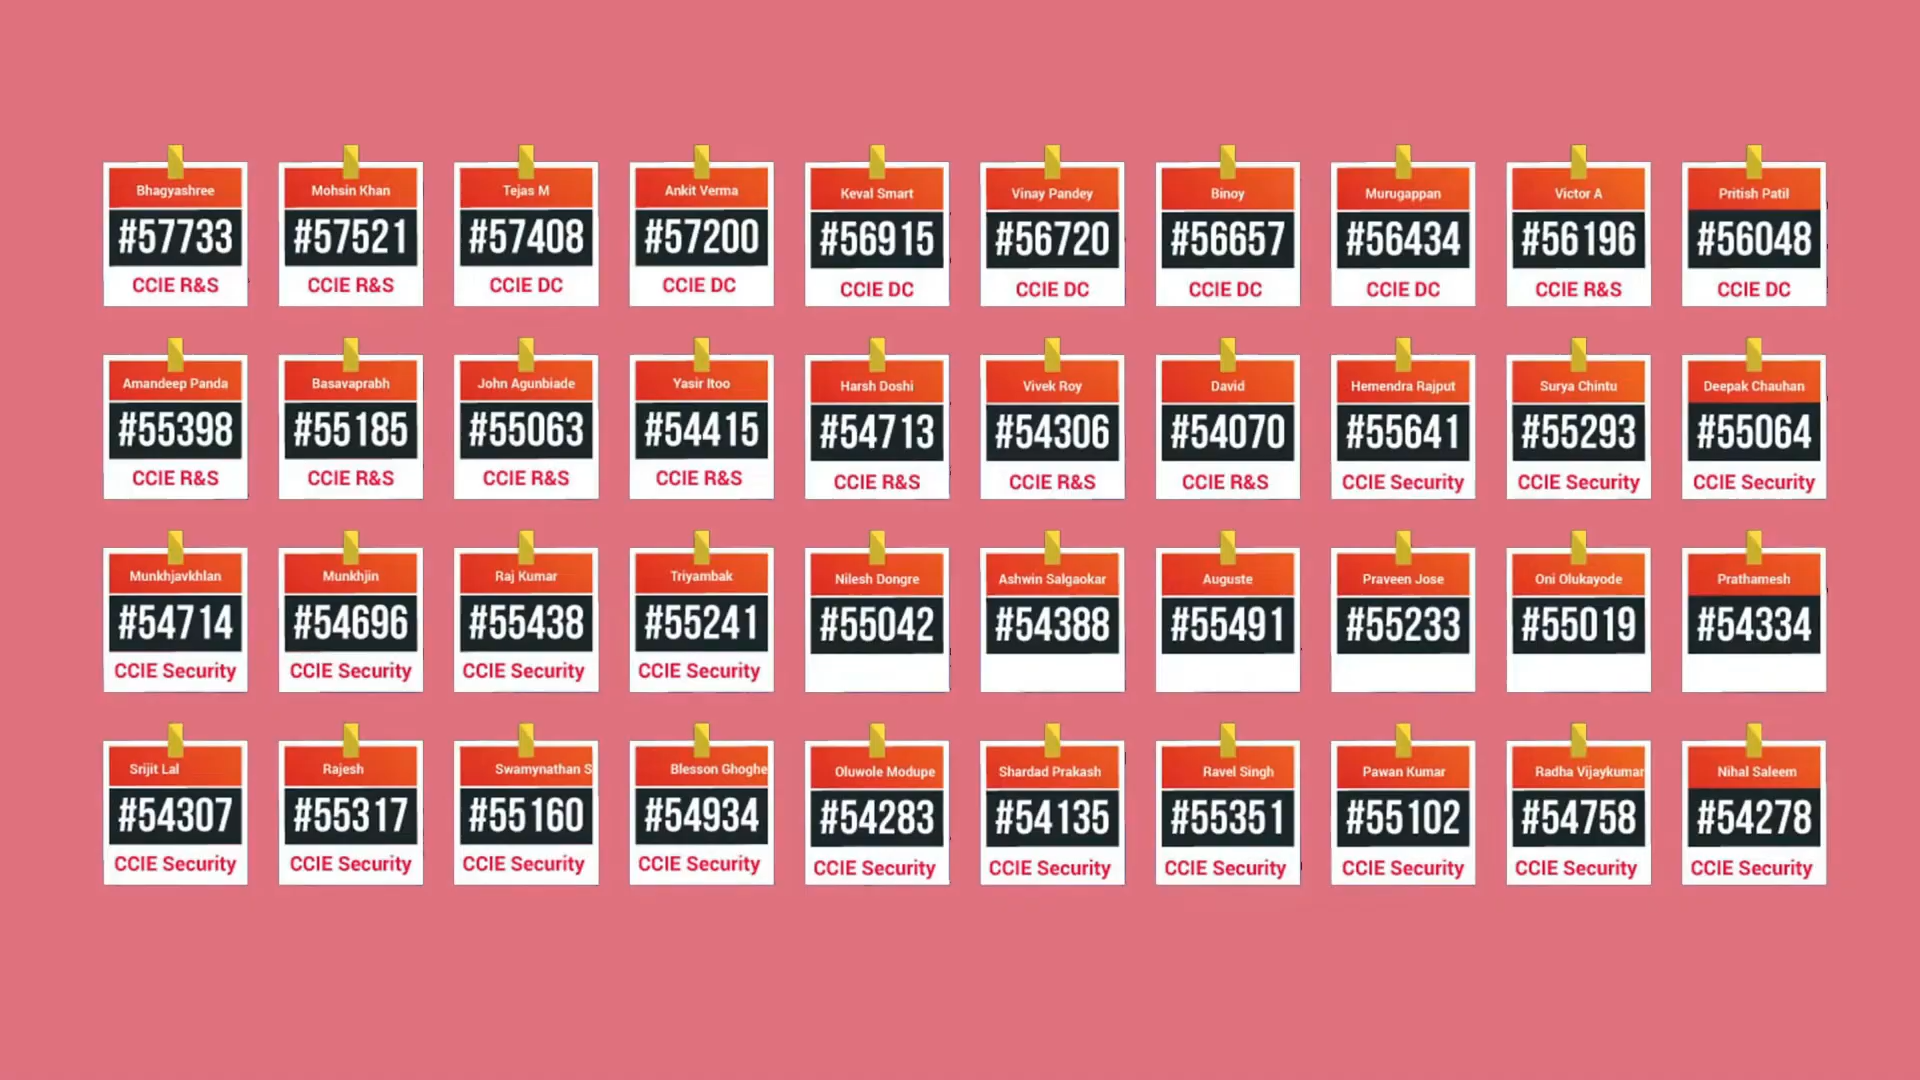 Bhagyashree
#57733
CCIE R&S
Mohsin Khan
#57521
CCIE R&S
Tejas M
#57408
CCIE DC
Ankit Verma
#57200
CCIE DC
Keval Smart
#56915
CCIE DC
Vinay Pandey
#56720
CCIE DC
Binoy
#56657
CCIE DC
Murugappan
#56434
CCIE DC
Victor A
#56196
CCIE R&S
Pritish Patil
#56048
CCIE DC
Amandeep Panda
#55398
CCIE R&S
Basavaprabh
#55185
CCIE R&S
John Agunbiade
#55063
CCIE R&S
Yasir Itoo
#54415
CCIE R&S
Harsh Doshi
#54713
CCIE R&S
Vivek Roy
#54306
CCIE R&S
David
#54070
CCIE R&S
Hemendra Rajput
#55641
CCIE Security
Surya Chintu
#55293
CCIE Security
Deepak Chauhan
#55064
CCIE Security
Munkhjavkhlan
#54714
CCIE Security
Munkhjin
#54696
CCIE Security
Raj Kumar
#55438
CCIE Security
Triyambak
#55241
CCIE Security
Nilesh Dongre
#55042
Ashwin Salgaokar
#54388
Auguste
#55491
Praveen Jose
#55233
Oni Olukayode
#55019
Prathamesh
#54334
Srijit Lal
#54307
CCIE Security
Rajesh
#55317
CCIE Security
Swamynathan S
#55160
CCIE Security
Blesson Ghoghe
#54934
CCIE Security
Oluwole Modupe
#54283
CCIE Security
Shardad Prakash
#54135
CCIE Security
Ravel Singh
#55351
CCIE Security
Pawan Kumar
#55102
CCIE Security
Radha Vijaykumar
#54758
CCIE Security
Nihal Saleem
#54278
CCIE Security